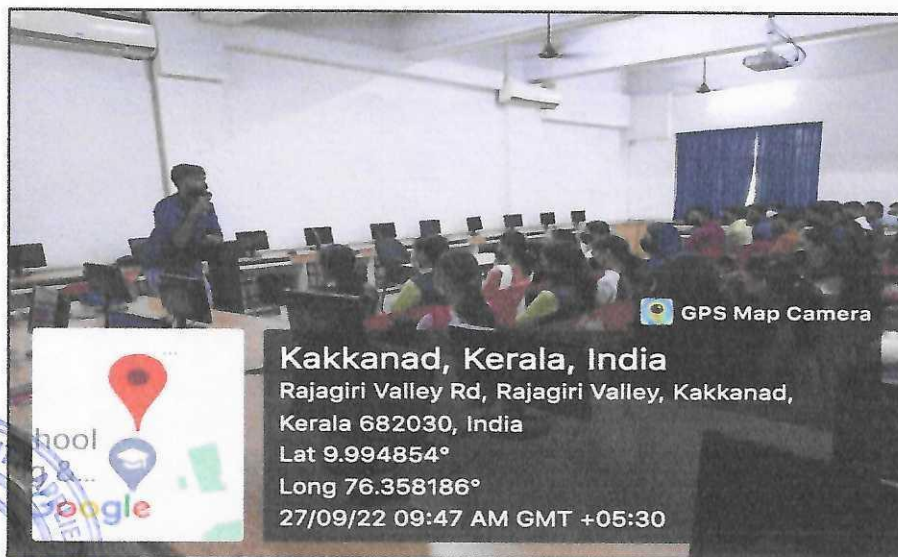 GPS Map Camera
Kakkanad, Kerala, India
Rajagiri Valley Rd, Rajagiri Valley, Kakkanad,
Kerala 682030, India
Lat 9.994854°
Long 76.358186°
27/09/22 09:47 AM GMT +05:30
hool
&...
Google